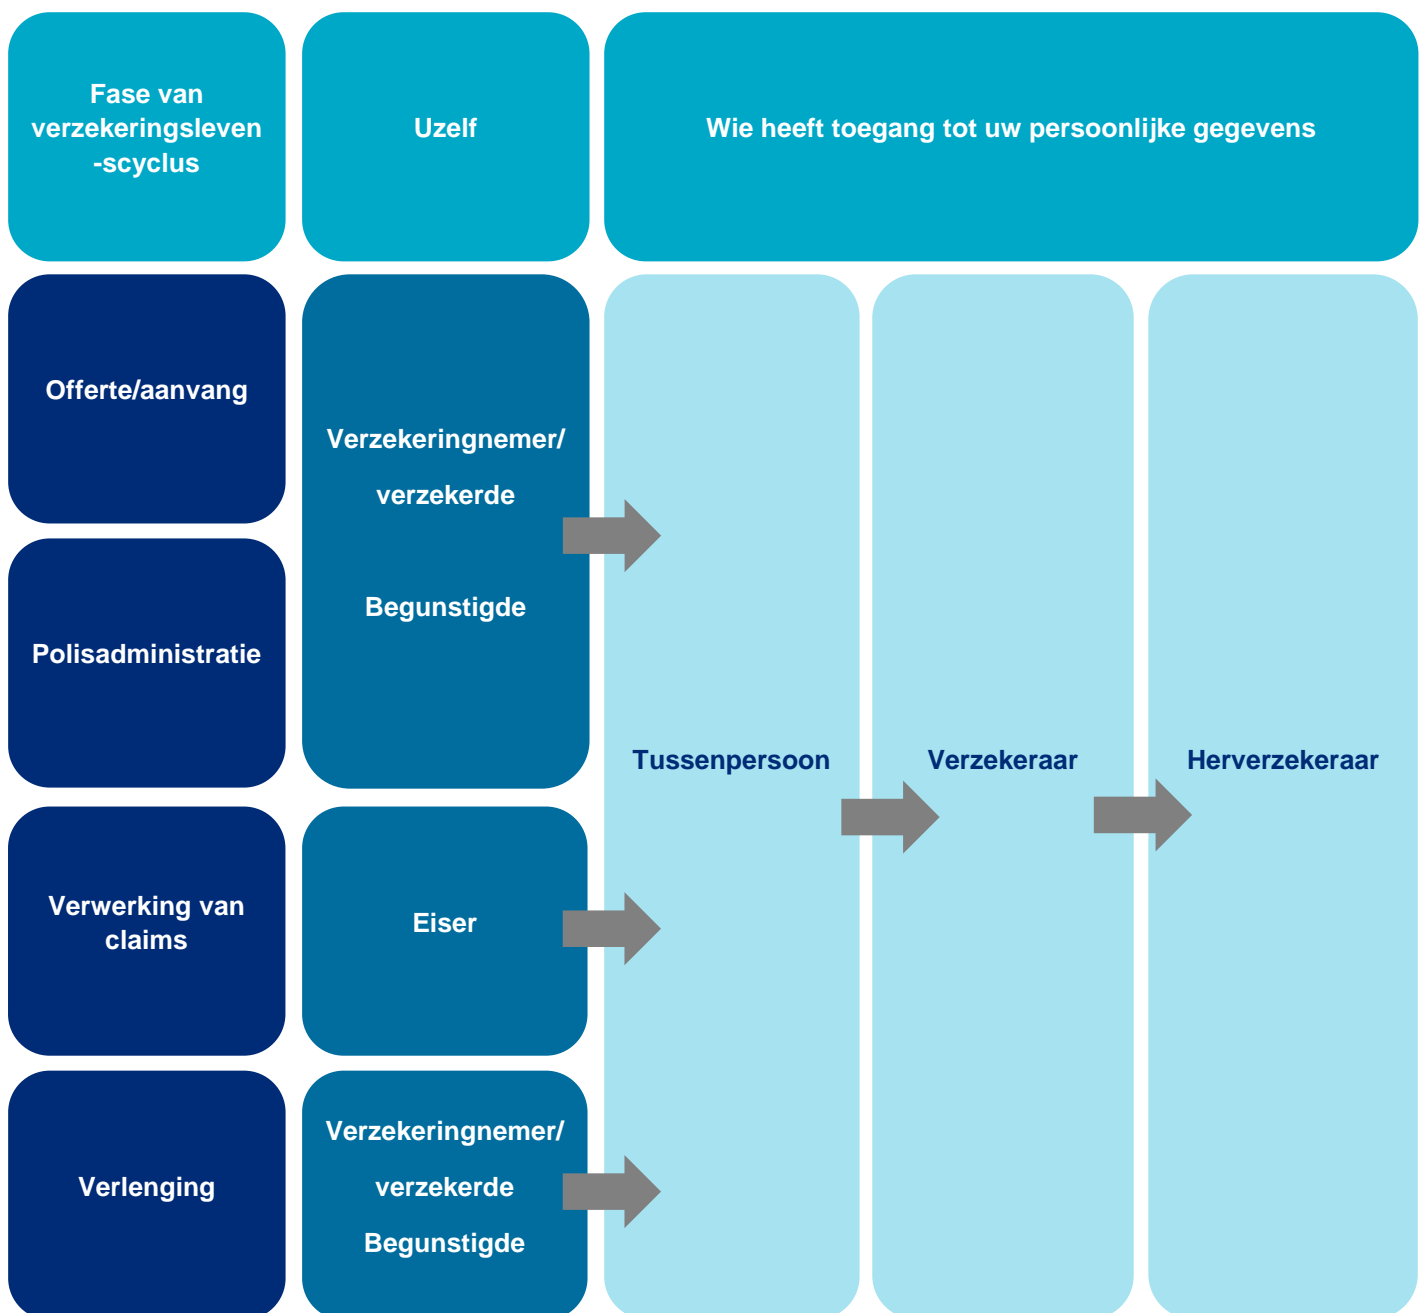 Fase van
verzekeringsleven
-scyclus
Uzelf
Wie heeft toegang tot uw persoonlijke gegevens
Offerte/aanvang
Verzekeringnemer/
verzekerde
Begunstigde
Polisadministratie
Tussenpersoon
Verzekeraar
Herverzekeraar
Verwerking van
claims
Eiser
Verlenging
Verzekeringnemer/
verzekerde
Begunstigde